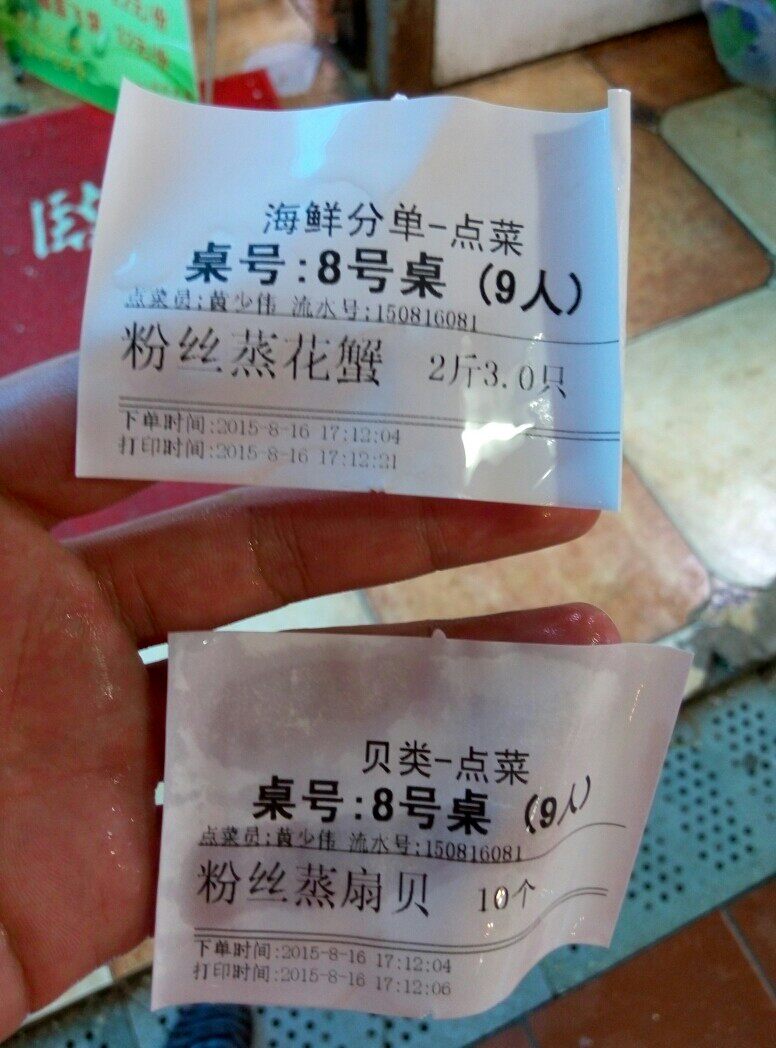 海鲜分单-点菜
桌号:8号桌 (9人)
点菜员:黄少伟 流水号:150816081
粉丝蒸花蟹 2斤3.0只
下单时间:2015-8-16 17:12:04
打印时间:2015-8-16 17:12:21
贝类-点菜
桌号:8号桌 (9人)
点菜员:黄少伟 流水号:150816081
粉丝蒸扇贝 10个
下单时间:2015-8-16 17:12:04
打印时间:2015-8-16 17:12:06